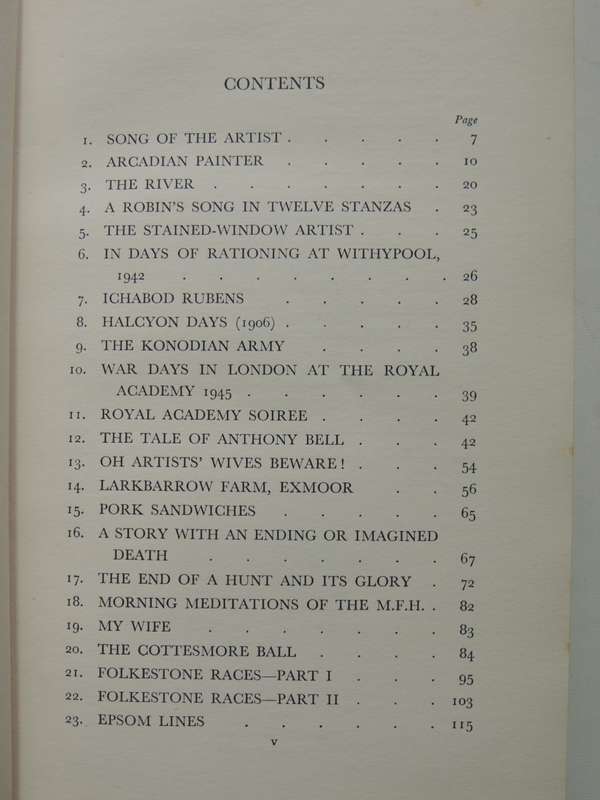 CONTENTS
Page
1. SONG OF THE ARTIST . . . . . 7
2. ARCADIAN PAINTER . . . . . 10
3. THE RIVER . . . . . . . 20
4. A ROBIN'S SONG IN TWELVE STANZAS . 23
5. THE STAINED-WINDOW ARTIST . . . 25
6. IN DAYS OF RATIONING AT WITHYPOOL,
1942 . . . . . . . . 26
7. ICHABOD RUBENS . . . . . 28
8. HALCYON DAYS (1906) . . . . . 35
9. THE KONODIAN ARMY . . . . 38
10. WAR DAYS IN LONDON AT THE ROYAL
ACADEMY 1945 . . . . . . 39
11. ROYAL ACADEMY SOIREE . . . . 42
12. THE TALE OF ANTHONY BELL . . . 42
13. OH ARTISTS' WIVES BEWARE! . . . 54
14. LARKBARROW FARM, EXMOOR . . 56
15. PORK SANDWICHES . . . . . 65
16. A STORY WITH AN ENDING OR IMAGINED
DEATH . . . . . . . 67
17. THE END OF A HUNT AND ITS GLORY . 72
18. MORNING MEDITATIONS OF THE M.F.H. . 82
19. MY WIFE . . . . . . . 83
20. THE COTTESMORE BALL . . . . 84
21. FOLKESTONE RACES—PART I . . . 95
22. FOLKESTONE RACES—PART II . . . 103
23. EPSOM LINES . . . . . . 115
v